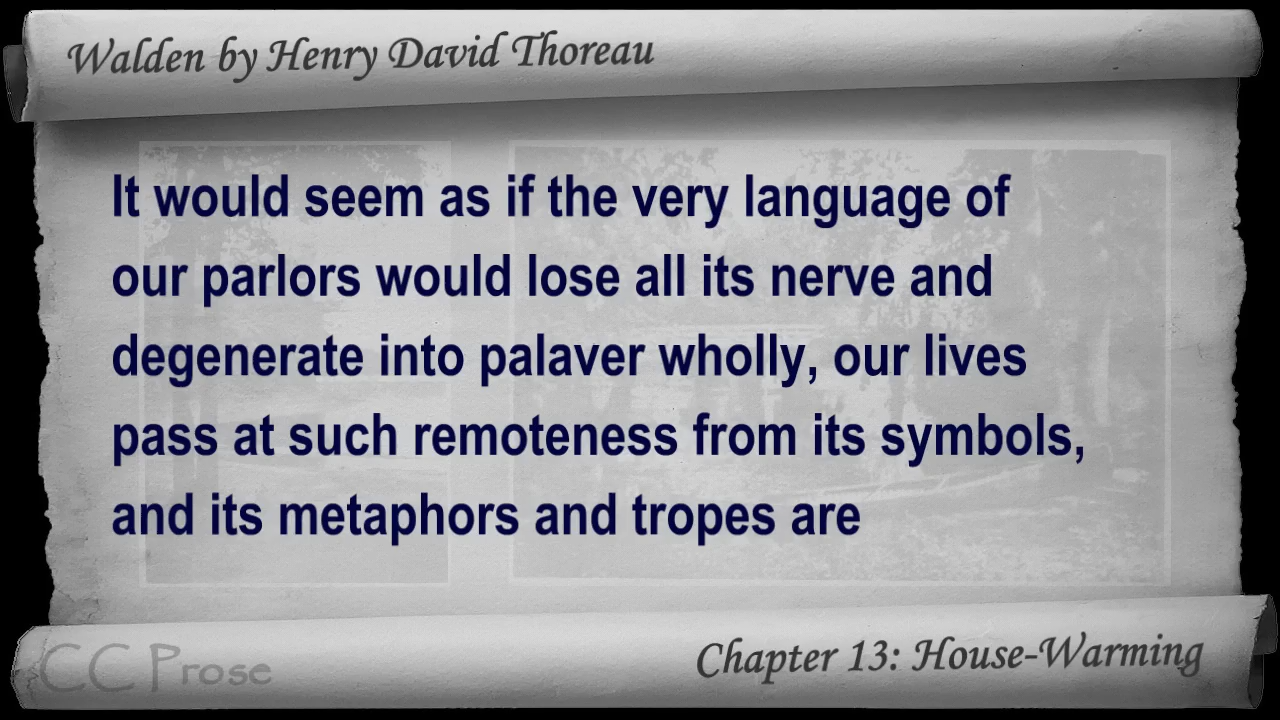 Walden by Henry David Thoreau
It would seem as if the very language of
our parlors would lose all its nerve and
degenerate into palaver wholly, our lives
pass at such remoteness from its symbols,
and its metaphors and tropes are
CC Prose
Chapter 13: House-Warming